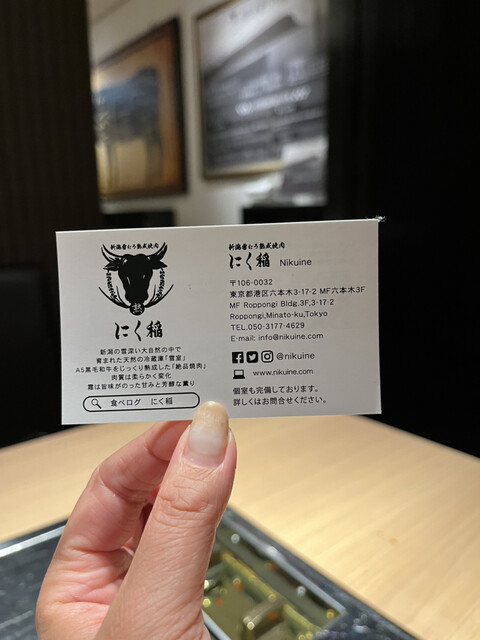 新潟雪むろ熟成焼肉
にく稲
新潟の雪深い大自然の中で
育まれた天然の冷蔵庫「雪室」
A5黒毛和牛をじっくり熟成した「絶品焼肉」
肉質は柔らかく変化
霜は旨味がのった甘みと芳醇な薫り
食べログ にく稲
新潟雪むろ熟成焼肉
にく稲 Nikuine
〒106-0032
東京都港区六本木3-17-2 MF六本木3F
MF Roppongi Bldg.3F,3-17-2
Roppongi,Minato-ku,Tokyo
TEL.050-3177-4629
E-mail: info@nikuine.com
@nikuine
www.nikuine.com
個室も完備しております。
詳しくはお問合せください。